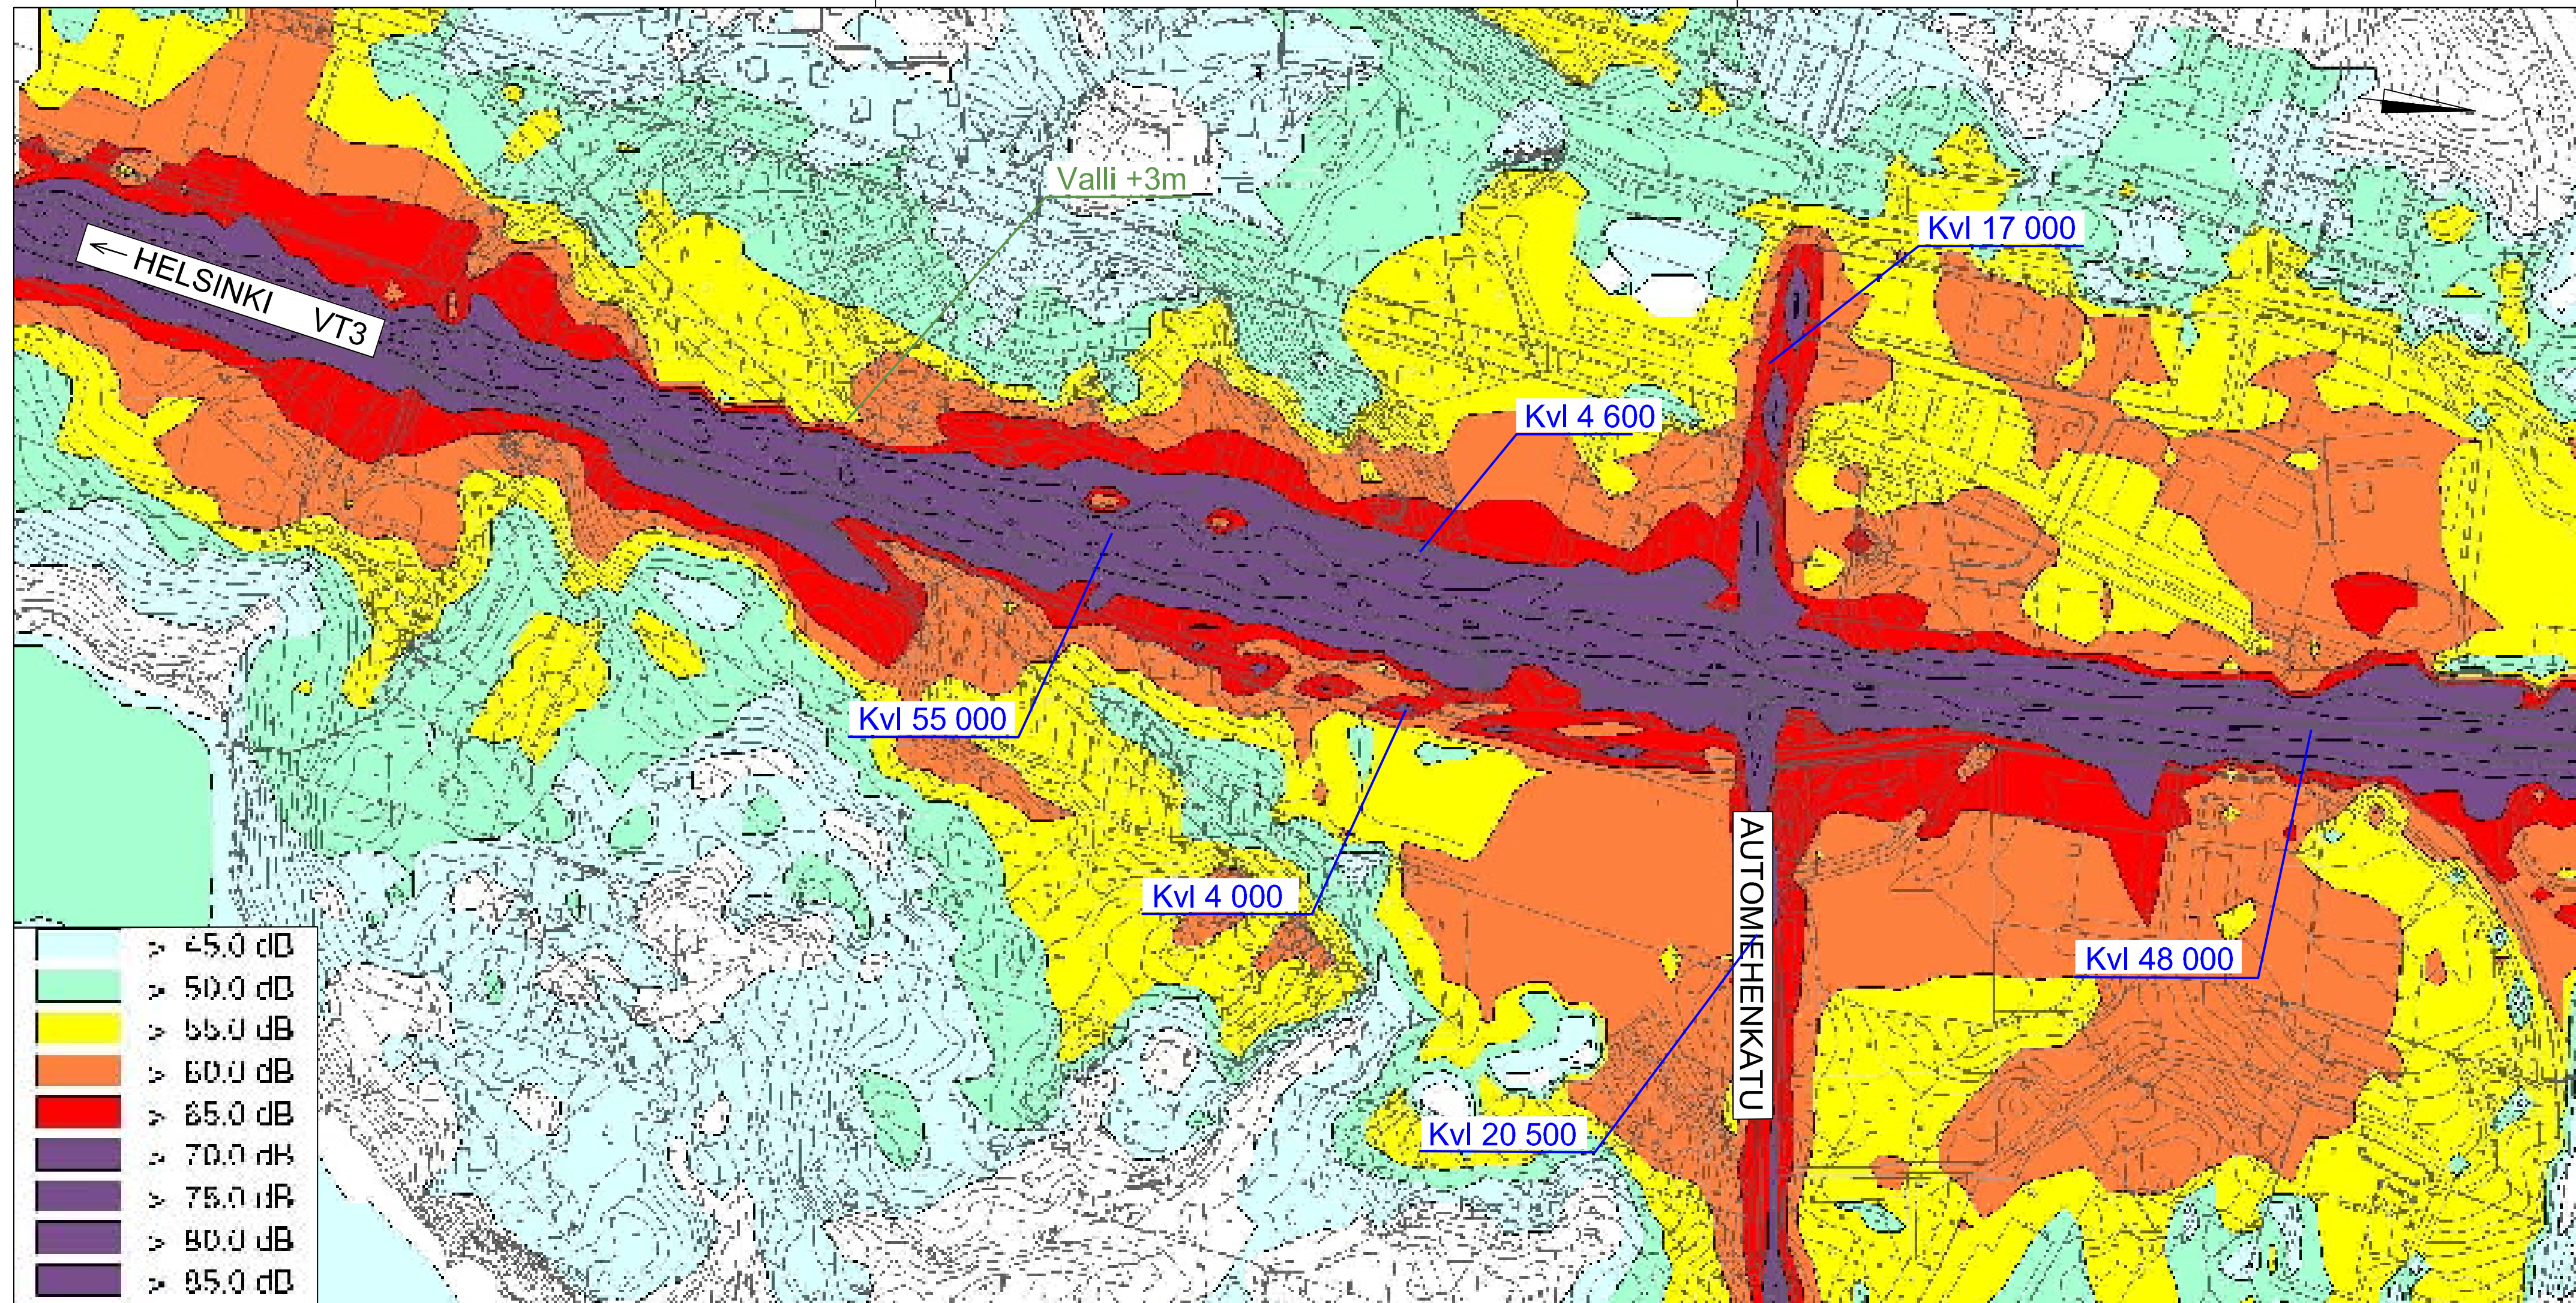 Valli +3m
Kvl 17 000
← HELSINKI VT3
Kvl 4 600
Kvl 55 000
Kvl 4 000
AUTOMIEHENKATU
Kvl 48 000
Kvl 20 500
> 45.0 dB
> 50.0 dB
> 55.0 dB
> 60.0 dB
> 65.0 dB
> 70.0 dB
> 75.0 dB
> 80.0 dB
> 85.0 dB